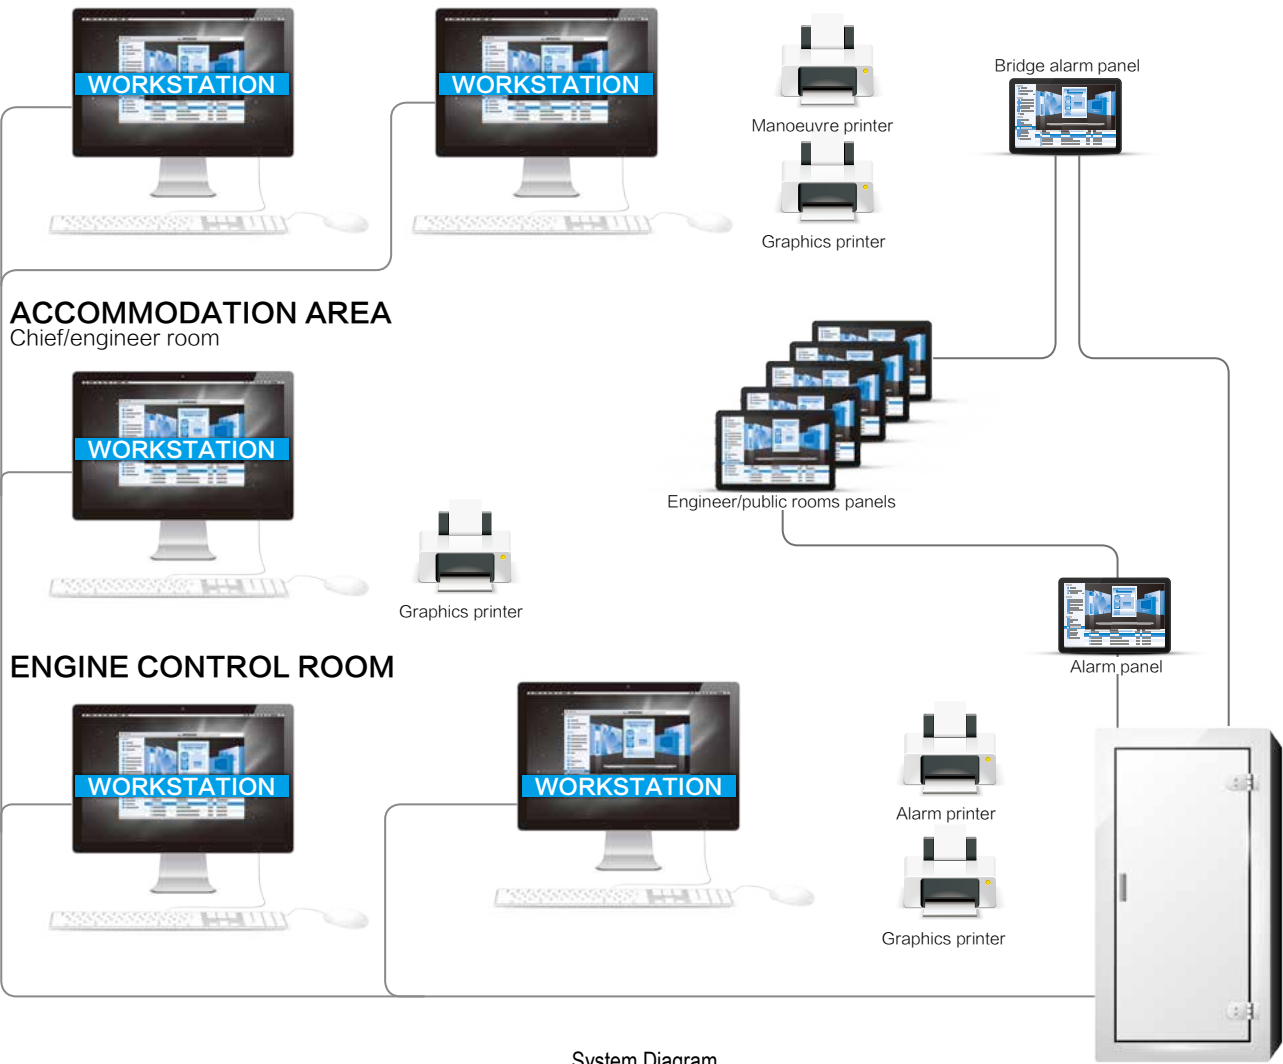 WORKSTATION
WORKSTATION
Manoeuvre printer
Graphics printer
Bridge alarm panel
ACCOMMODATION AREA
Chief/engineer room
WORKSTATION
Graphics printer
Engineer/public rooms panels
Alarm panel
ENGINE CONTROL ROOM
WORKSTATION
WORKSTATION
Alarm printer
Graphics printer
System Diagram